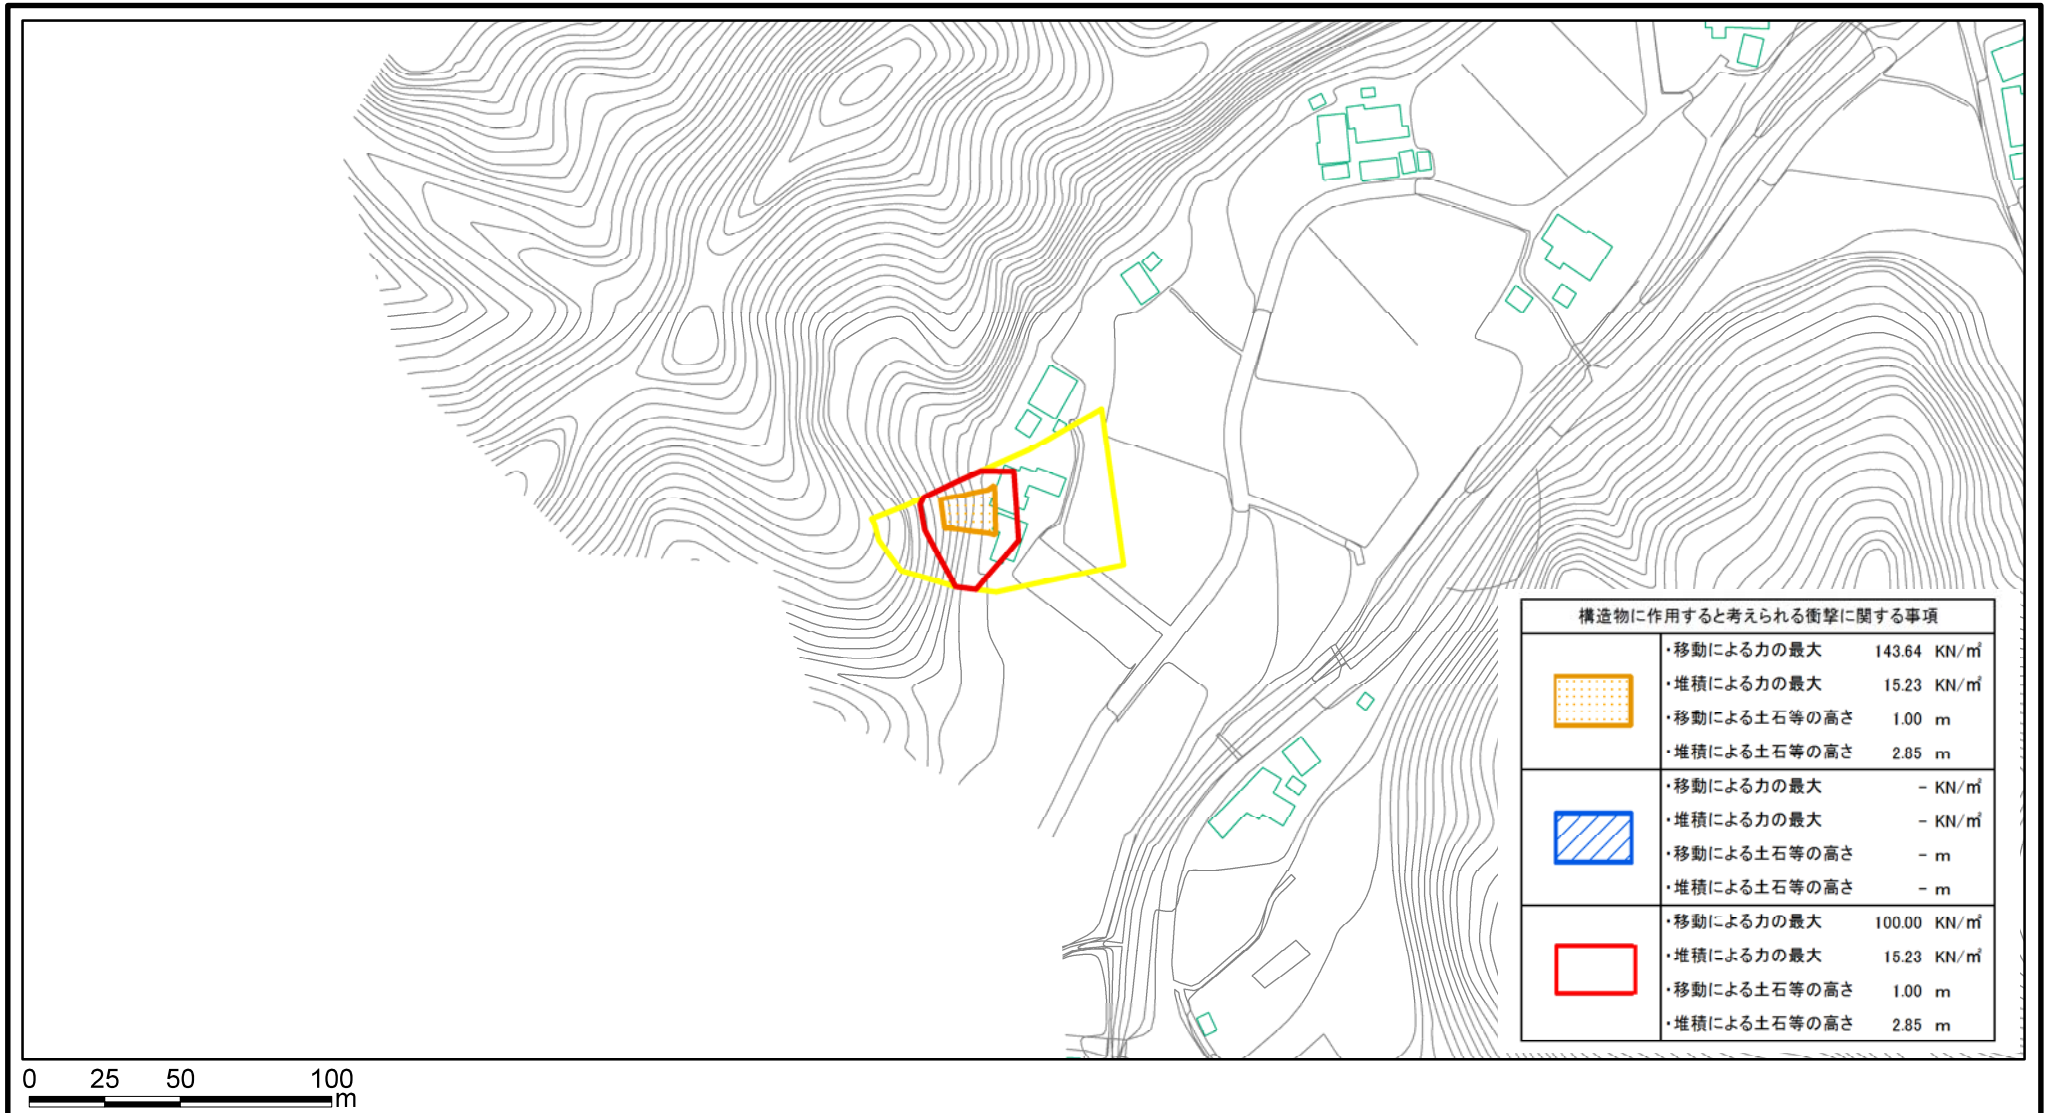 構造物に作用すると考えられる衝撃に関する事項
・移動による力の最大 143.64 KN/㎡
・堆積による力の最大 15.23 KN/㎡
・移動による土石等の高さ 1.00 m
・堆積による土石等の高さ 2.85 m
・移動による力の最大 - KN/㎡
・堆積による力の最大 - KN/㎡
・移動による土石等の高さ - m
・堆積による土石等の高さ - m
・移動による力の最大 100.00 KN/㎡
・堆積による力の最大 15.23 KN/㎡
・移動による土石等の高さ 1.00 m
・堆積による土石等の高さ 2.85 m
0 25 50 100
m